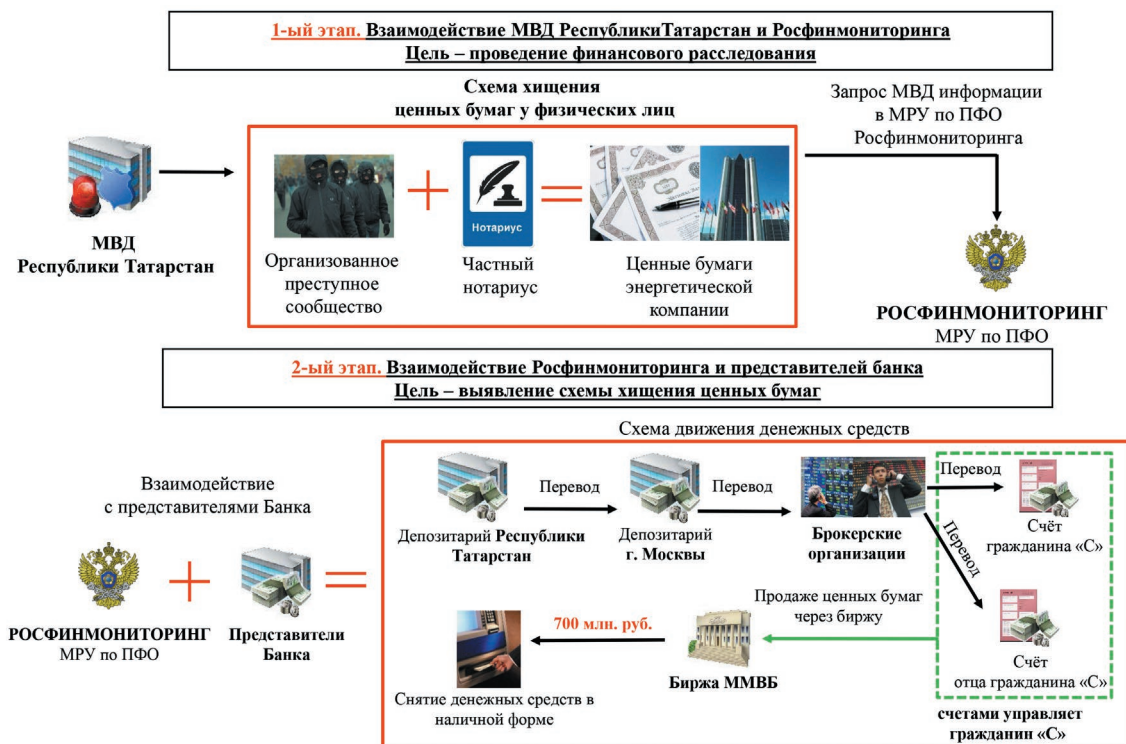 1-ый этап. Взаимодействие МВД РеспубликиТатарстан и Росфинмониторинга
Цель – проведение финансового расследования
Схема хищения
ценных бумаг у физических лиц
Запрос МВД информации
в МРУ по ПФО
Росфинмониторинга
Нотариус
МВД
Республики Татарстан
Организованное
преступное
сообщество
Частный
нотариус
Ценные бумаги
энергетической
компании
РОСФИНМОНИТОРИНГ
МРУ по ПФО
2-ый этап. Взаимодействие Росфинмониторинга и представителей банка
Цель – выявление схемы хищения ценных бумаг
Схема движения денежных средств
Взаимодействие
с представителями Банка
РОСФИНМОНИТОРИНГ
МРУ по ПФО
Представители
Банка
Перевод
Перевод
Перевод
Перевод
Депозитарий Республики
Татарстан
Депозитарий
г. Москвы
Брокерские
организации
Счёт
гражданина «С»
Счёт
отца гражданина «С»
Продаже ценных бумаг
через биржу
700 млн. руб.
Биржа ММВБ
Снятие денежных средств в
наличной форме
счетами управляет
гражданин «С»